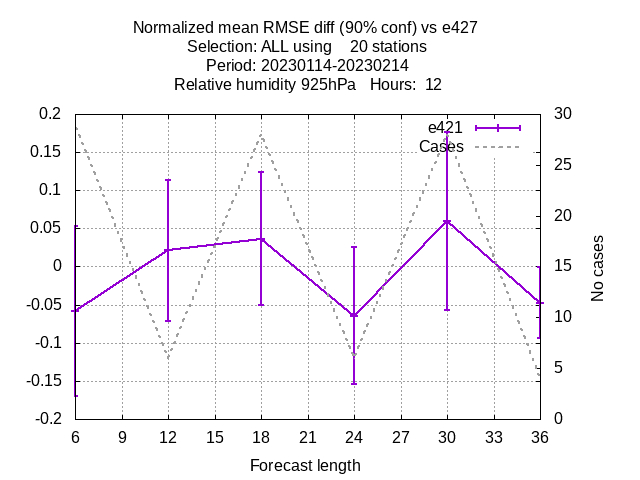 Normalized mean RMSE diff (90% conf) vs e427
Selection: ALL using    20 stations
Period: 20230114-20230214
Relative humidity 925hPa   Hours:  12
0.2
0.15
0.1
0.05
0
-0.05
-0.1
-0.15
-0.2
30
25
20
15
10
5
0
e421
Cases
No cases
6 9 12 15 18 21 24 27 30 33 36
Forecast length